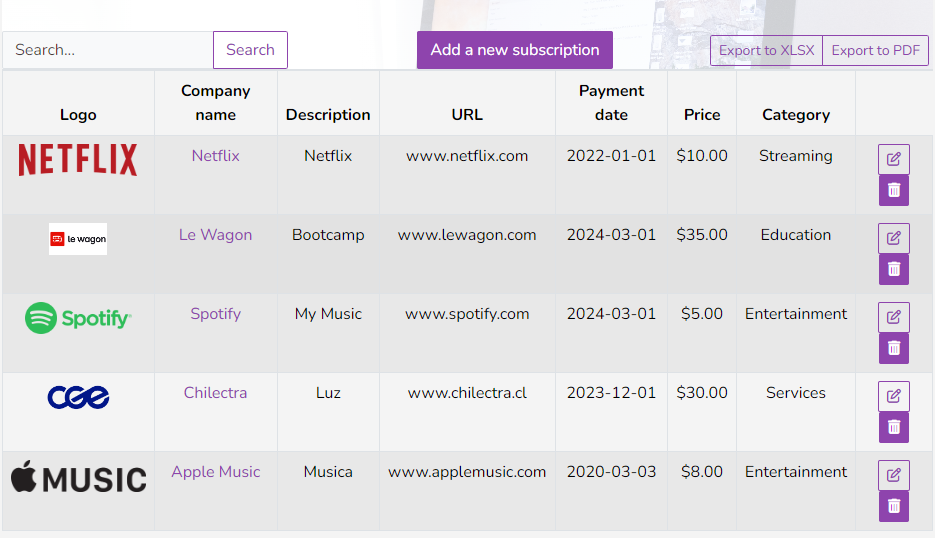 Search... Search Add a new subscription Export to XLSX Export to PDF
Logo Company name Description URL Payment date Price Category
NETFLIX Netflix Netflix www.netflix.com 2022-01-01 $10.00 Streaming
le wagon Le Wagon Bootcamp www.lewagon.com 2024-03-01 $35.00 Education
Spotify Spotify My Music www.spotify.com 2024-03-01 $5.00 Entertainment
CGE Chilectra Luz www.chilectra.cl 2023-12-01 $30.00 Services
MUSIC Apple Music Musica www.applemusic.com 2020-03-03 $8.00 Entertainment